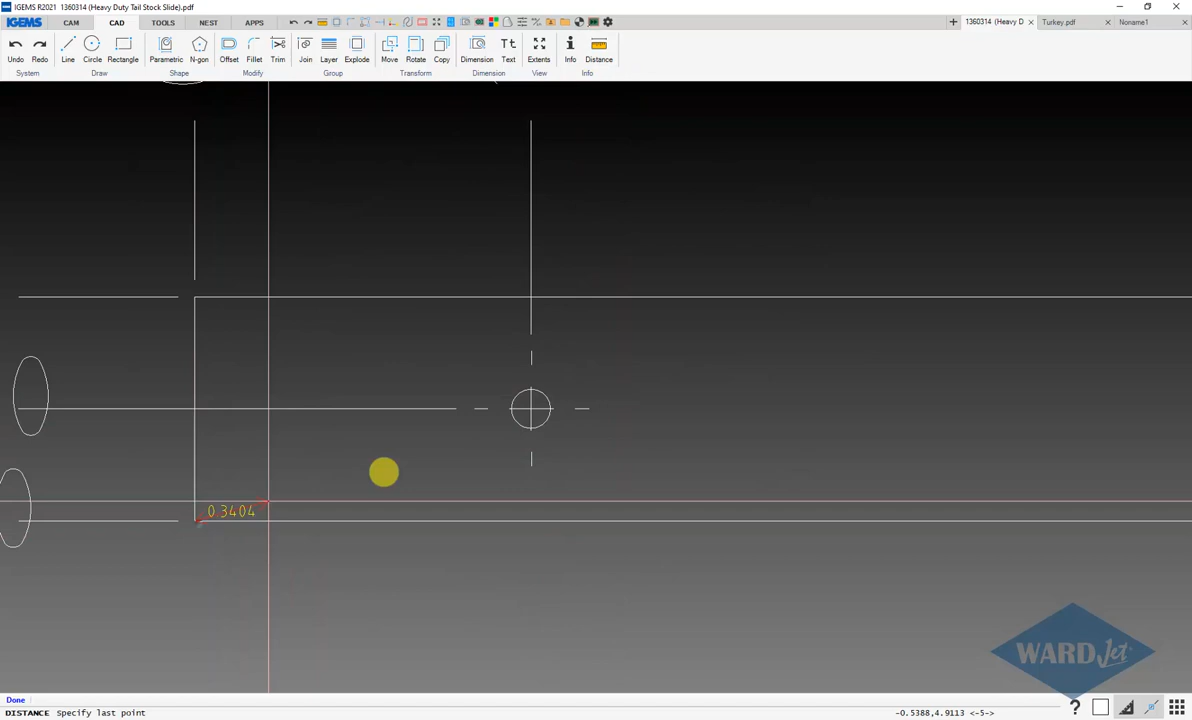 IGEMS R2021 1360314 (Heavy Duty Tail Stock Slide).pdf
IGEMS CAM CAD TOOLS NEST APPS
1360314 (Heavy D Turkey.pdf Noname1
Undo Redo Line Circle Rectangle Parametric N-gon Offset Fillet Trim Join Layer Explode Move Rotate Copy Dimension Text Extents Info Distance
System Draw Shape Modify Group Transform Dimension View Info
0.3404
WARDJet
Done
DISTANCE Specify last point
-0.5388,4.9113 <-5->